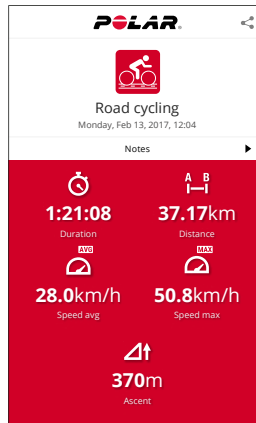 POLAR.
Road cycling
Monday, Feb 13, 2017, 12:04
Notes
A B
1:21:08
37.17km
Duration
Distance
AVG
MAX
28.0km/h
50.8km/h
Speed avg
Speed max
370m
Ascent